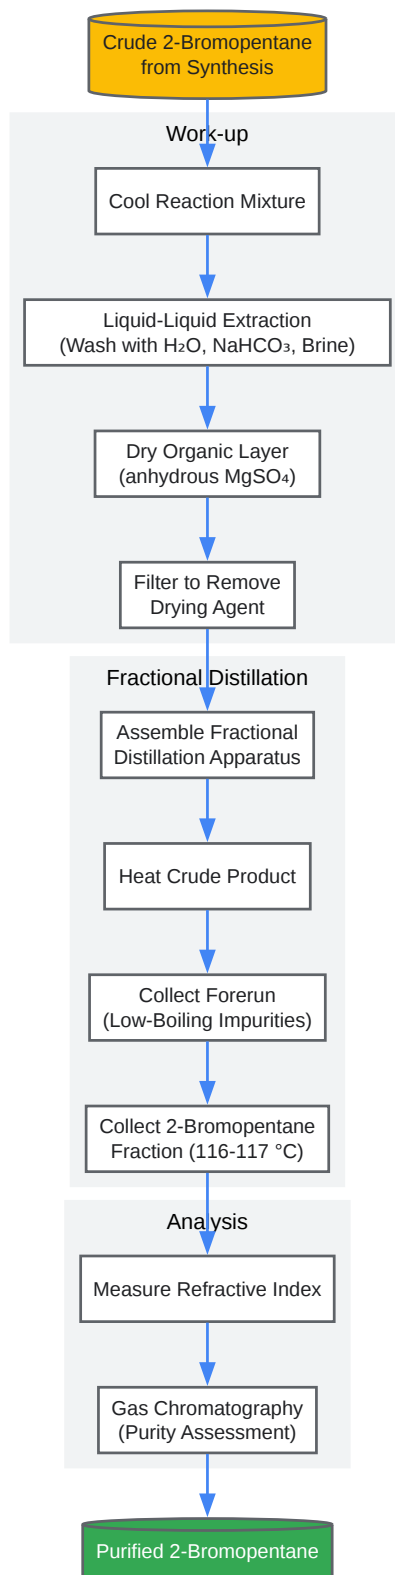 Crude 2-Bromopentane
from Synthesis
Work-up
Cool Reaction Mixture
Liquid-Liquid Extraction
(Wash with H₂O, NaHCO₃, Brine)
Dry Organic Layer
(anhydrous MgSO₄)
Filter to Remove
Drying Agent
Fractional Distillation
Assemble Fractional
Distillation Apparatus
Heat Crude Product
Collect Forerun
(Low-Boiling Impurities)
Collect 2-Bromopentane
Fraction (116-117 °C)
Analysis
Measure Refractive Index
Gas Chromatography
(Purity Assessment)
Purified 2-Bromopentane